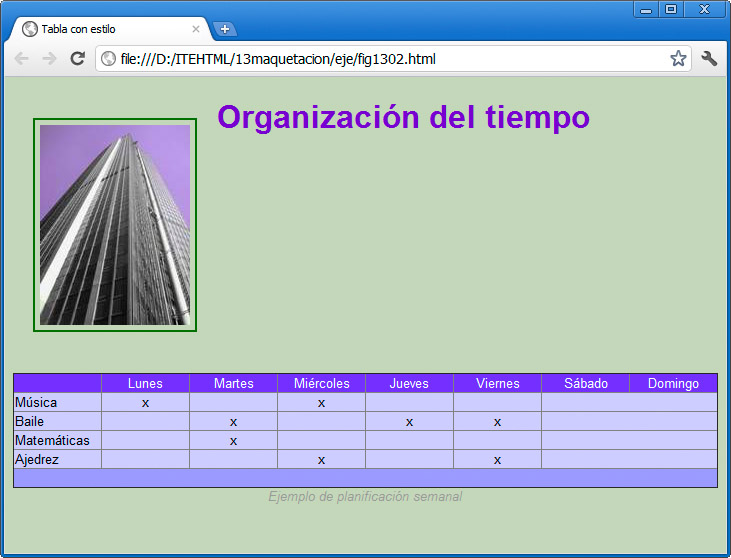 Tabla con estilo
file:///D:/ITEHTML/13maquetacion/eje/fig1302.html
Organización del tiempo
Lunes Martes Miércoles Jueves Viernes Sábado Domingo
Música x x
Baile x x x
Matemáticas x
Ajedrez x x
Ejemplo de planificación semanal